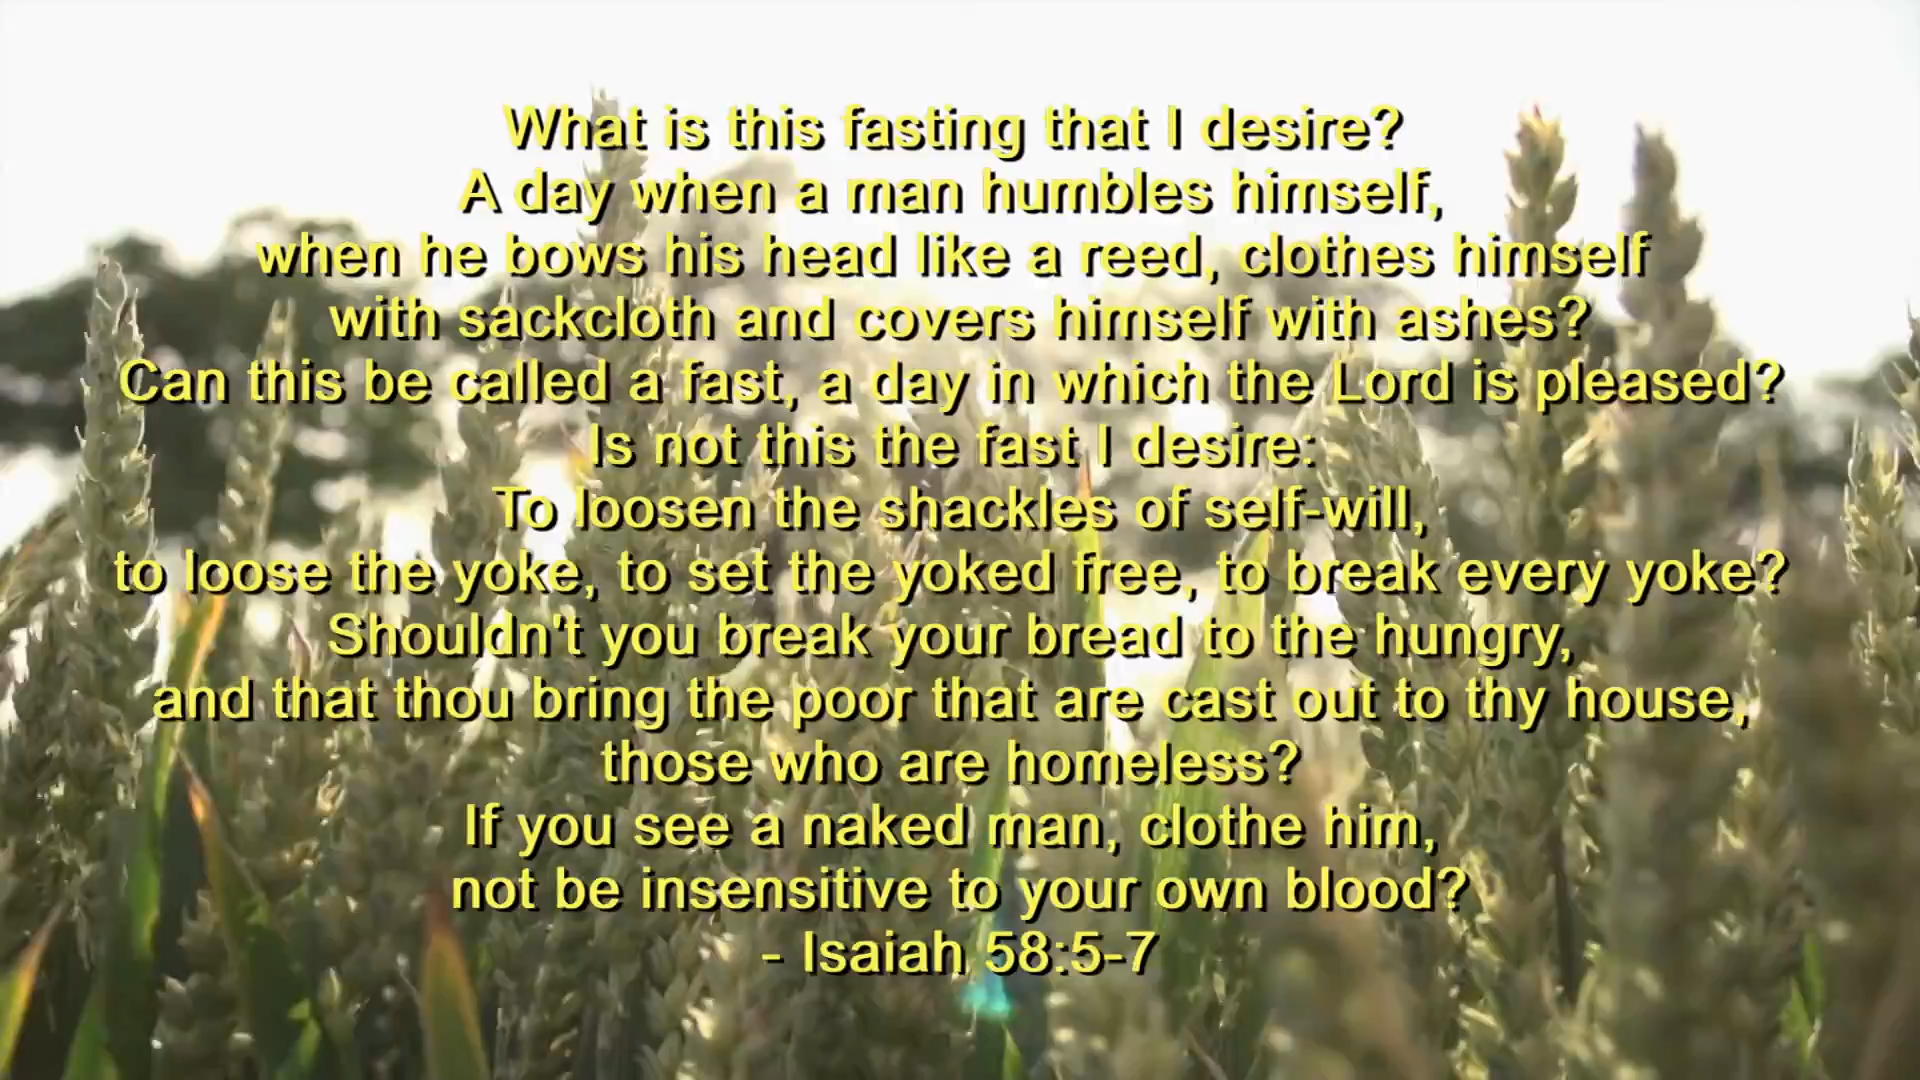 What is this fasting that I desire?
A day when a man humbles himself,
when he bows his head like a reed, clothes himself
with sackcloth and covers himself with ashes?
Can this be called a fast, a day in which the Lord is pleased?
Is not this the fast I desire:
To loosen the shackles of self-will,
to loose the yoke, to set the yoked free, to break every yoke?
Shouldn't you break your bread to the hungry,
and that thou bring the poor that are cast out to thy house,
those who are homeless?
If you see a naked man, clothe him,
not be insensitive to your own blood?
- Isaiah 58:5-7